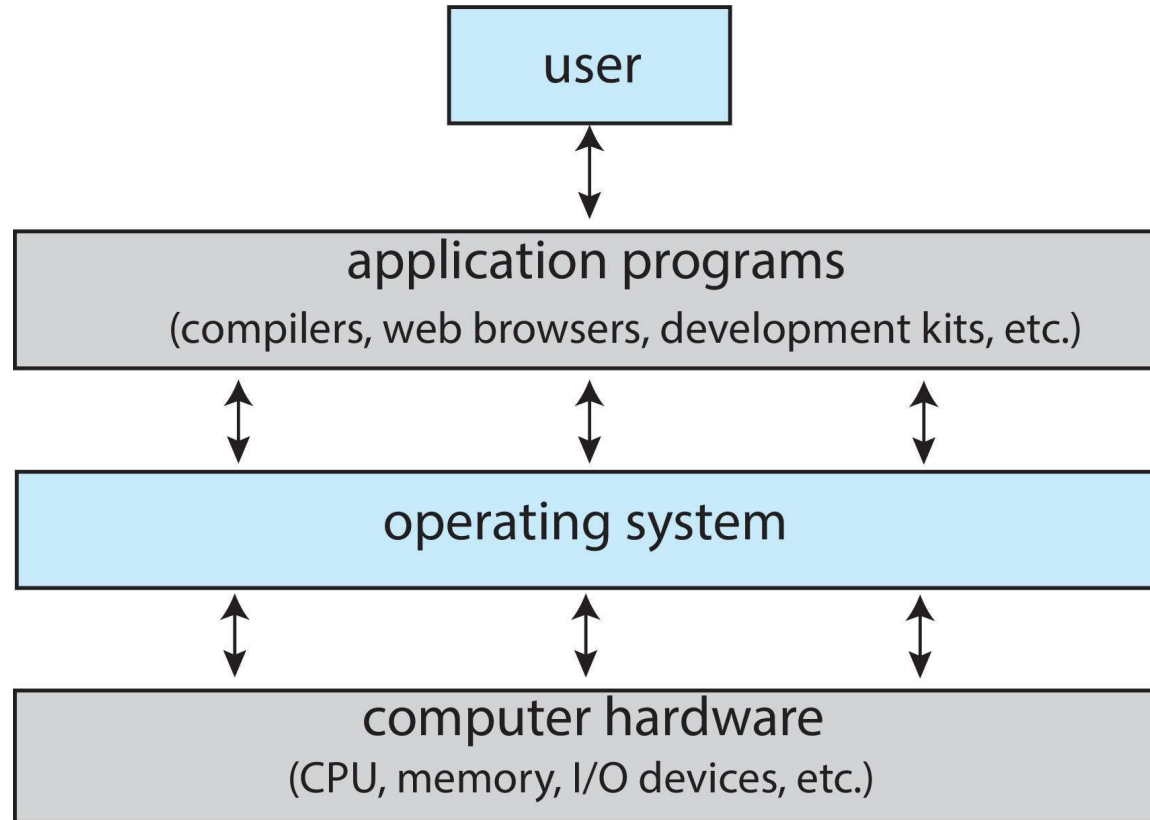 user
application programs
(compilers, web browsers, development kits, etc.)
operating system
computer hardware
(CPU, memory, I/O devices, etc.)